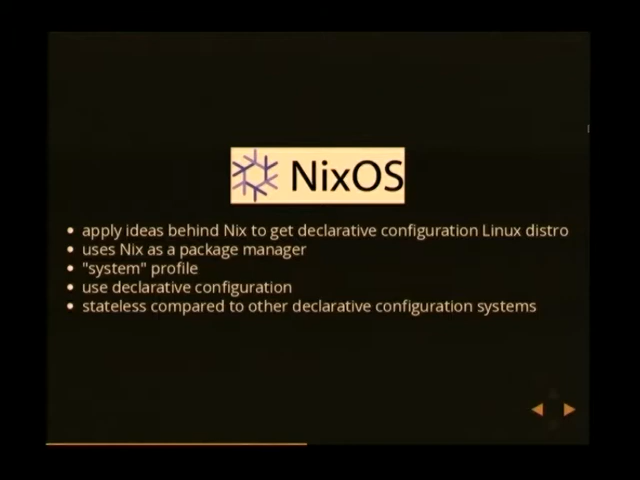 NixOS
apply ideas behind Nix to get declarative configuration Linux distro
uses Nix as a package manager
"system" profile
use declarative configuration
stateless compared to other declarative configuration systems